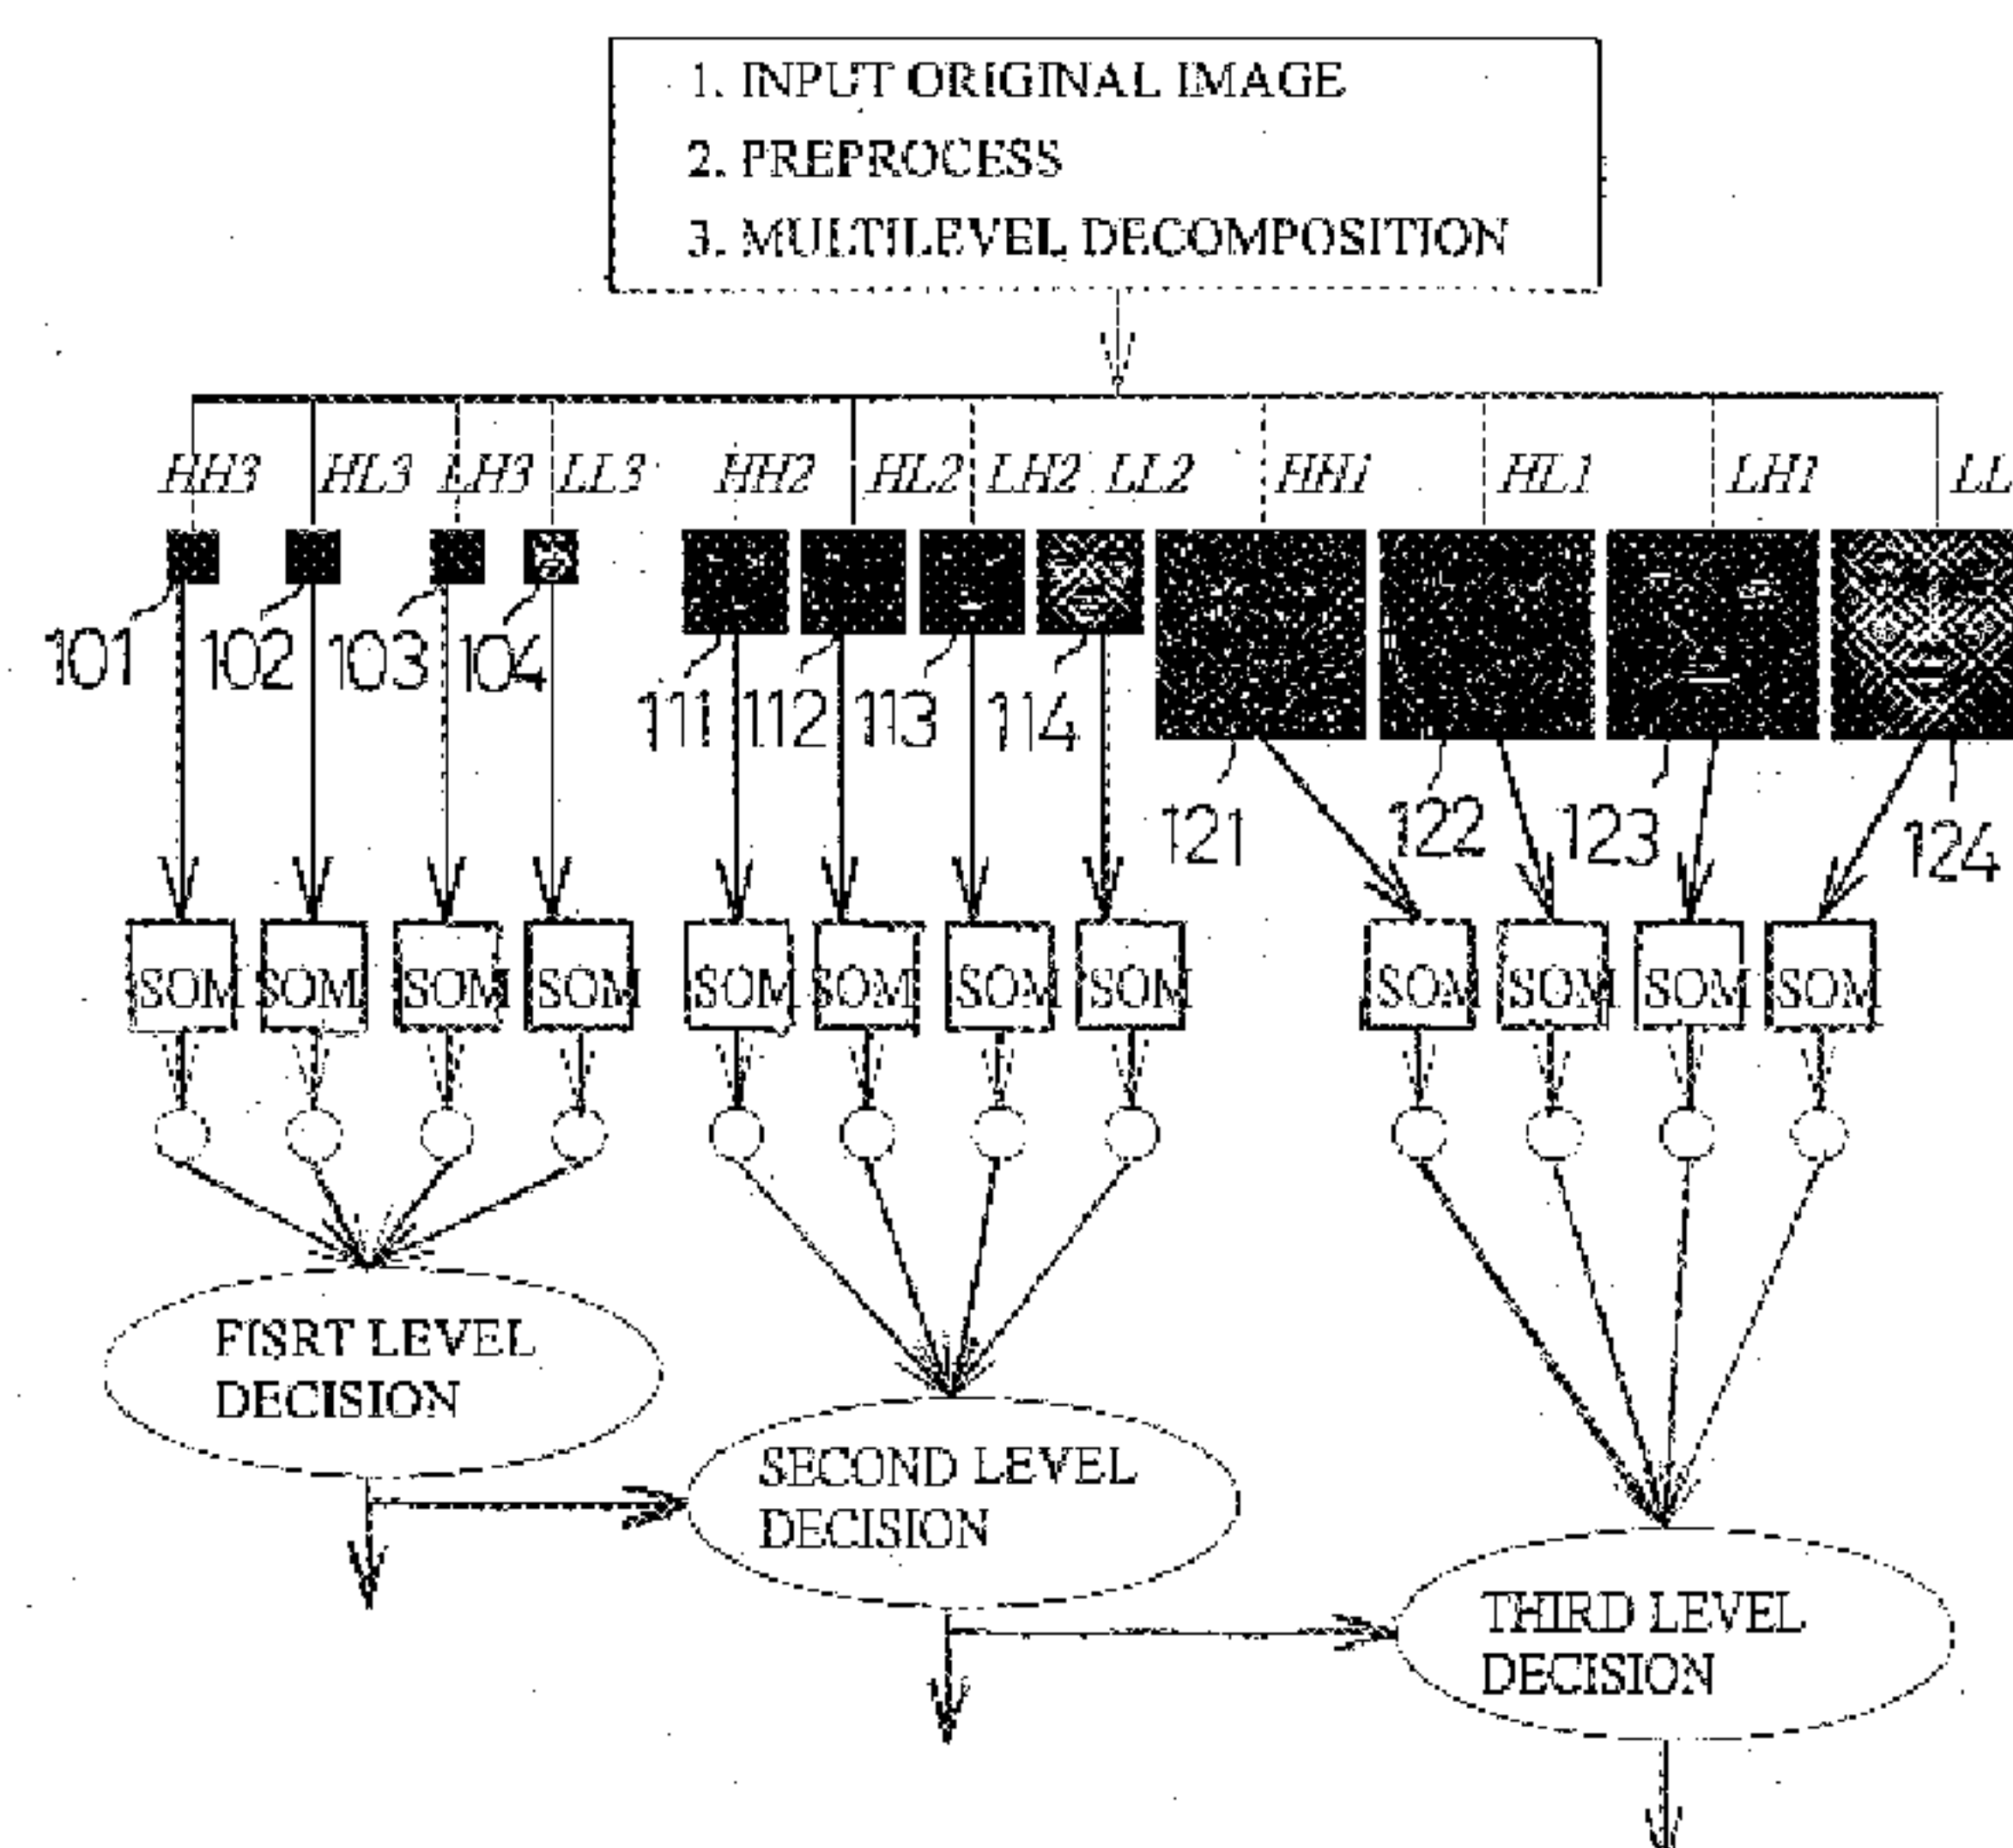 1. INPUT ORIGINAL IMAGE
2. PREPROCESS
3. MULTILEVEL DECOMPOSITION
HH3 HL3 LH3 LL3 HH2 HL2 LH2 LL2 HH1 HL1 LH1 LL
101 102 103 104 111 112 113 114
121 122 123 124
SOM SOM SOM SOM SOM SOM SOM SOM SOM SOM SOM SOM
FISRT LEVEL
DECISION
SECOND LEVEL
DECISION
THIRD LEVEL
DECISION